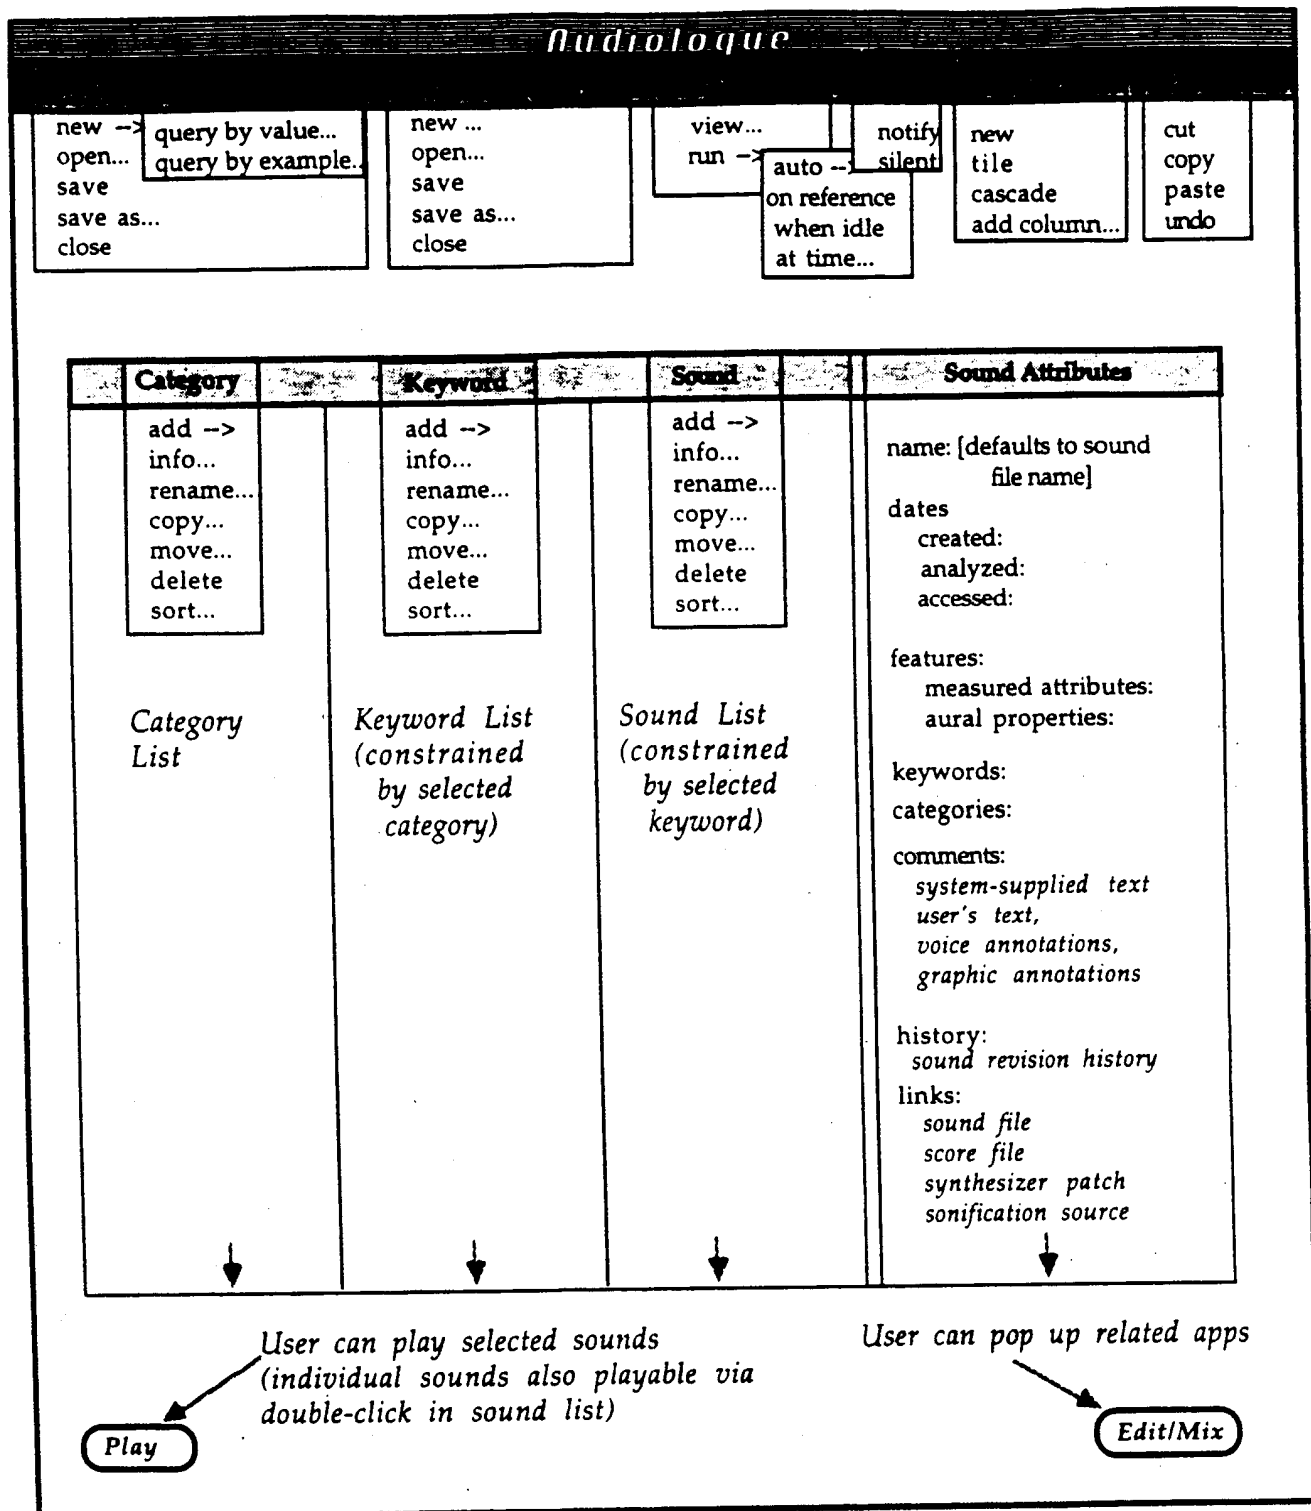 Audiologue
new -->
open...
save
save as...
close
query by value...
query by example..
new ...
open...
save
save as...
close
view...
run ->
auto -->
on reference
when idle
at time...
notify
silent
new
tile
cascade
add column...
cut
copy
paste
undo
Category
add -->
info...
rename...
copy...
move...
delete
sort...
Category
List
Keyword
add -->
info...
rename...
copy...
move...
delete
sort...
Keyword List
(constrained
by selected
category)
Sound
add -->
info...
rename...
copy...
move...
delete
sort...
Sound List
(constrained
by selected
keyword)
Sound Attributes
name: [defaults to sound
file name]
dates
created:
analyzed:
accessed:
features:
measured attributes:
aural properties:
keywords:
categories:
comments:
system-supplied text
user's text,
voice annotations,
graphic annotations
history:
sound revision history
links:
sound file
score file
synthesizer patch
sonification source
User can play selected sounds
(individual sounds also playable via
double-click in sound list)
Play
User can pop up related apps
Edit/Mix